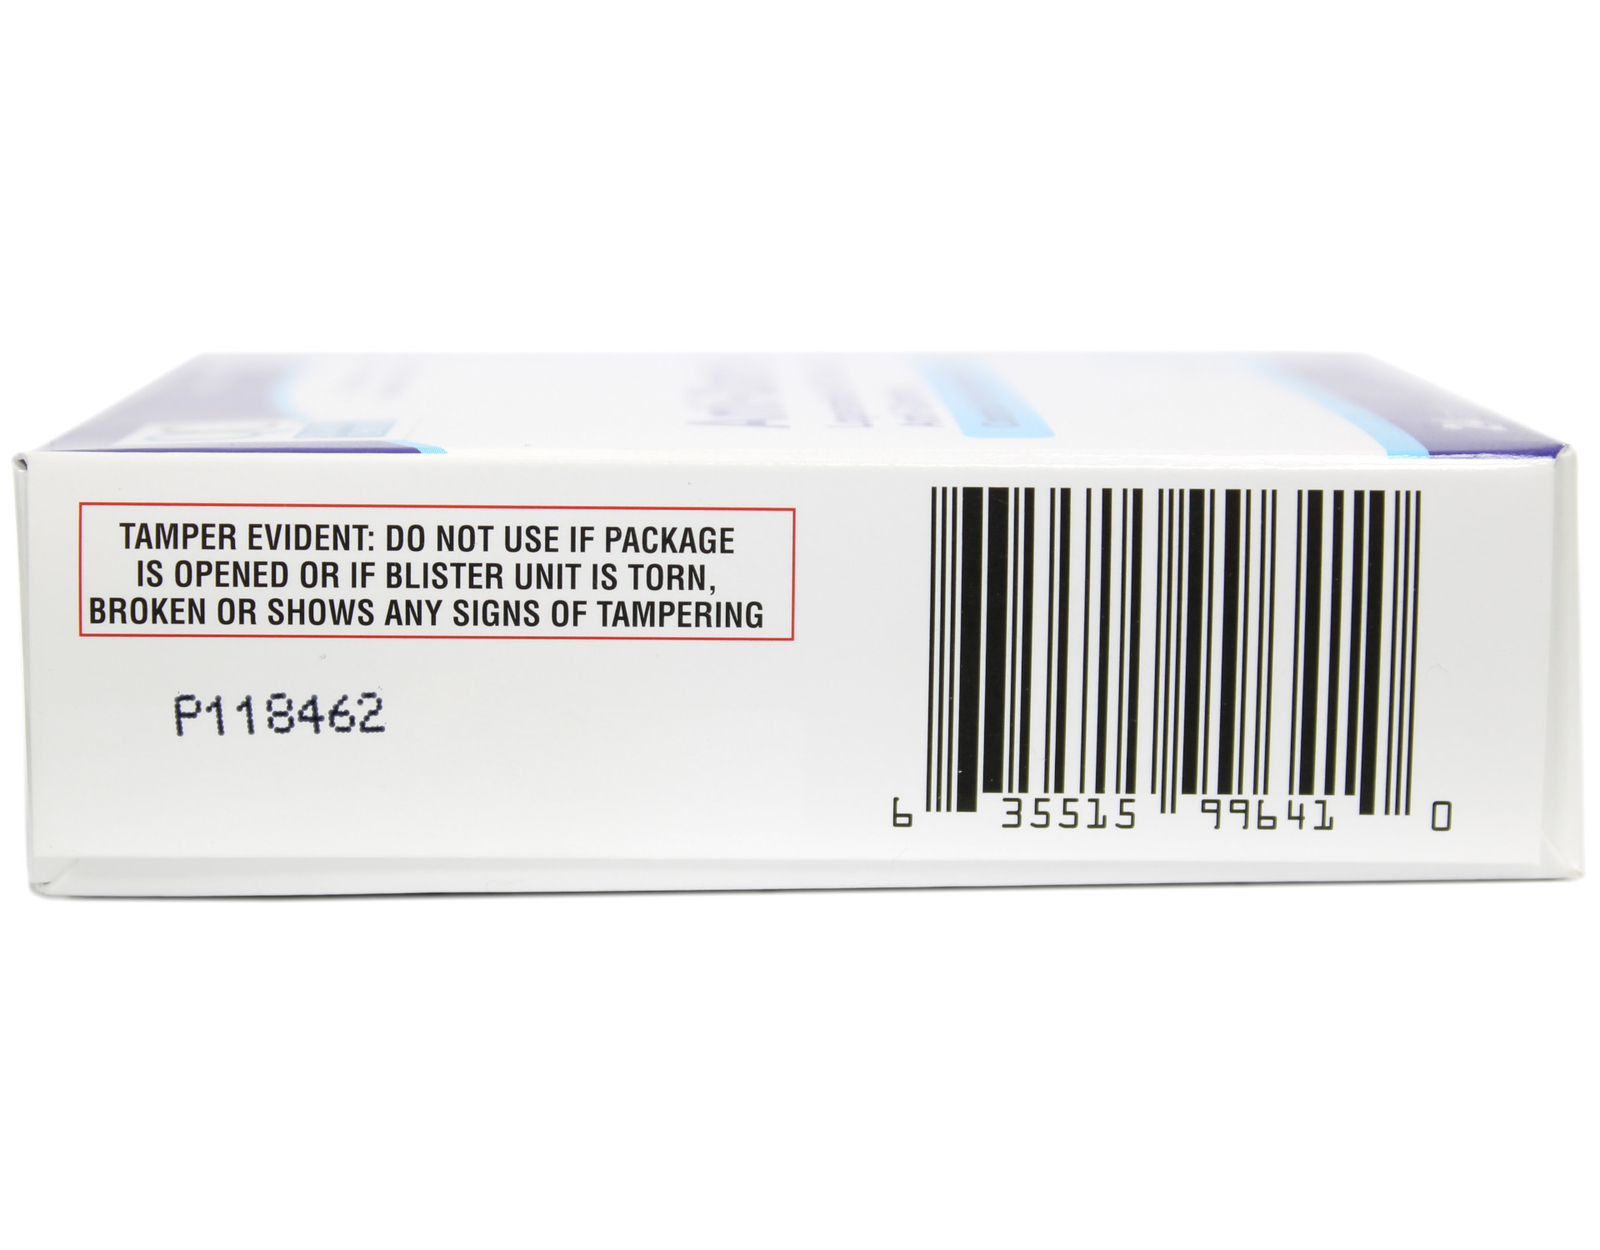 TAMPER EVIDENT: DO NOT USE IF PACKAGE
IS OPENED OR IF BLISTER UNIT IS TORN,
BROKEN OR SHOWS ANY SIGNS OF TAMPERING
P118462
6 35515 99641 0